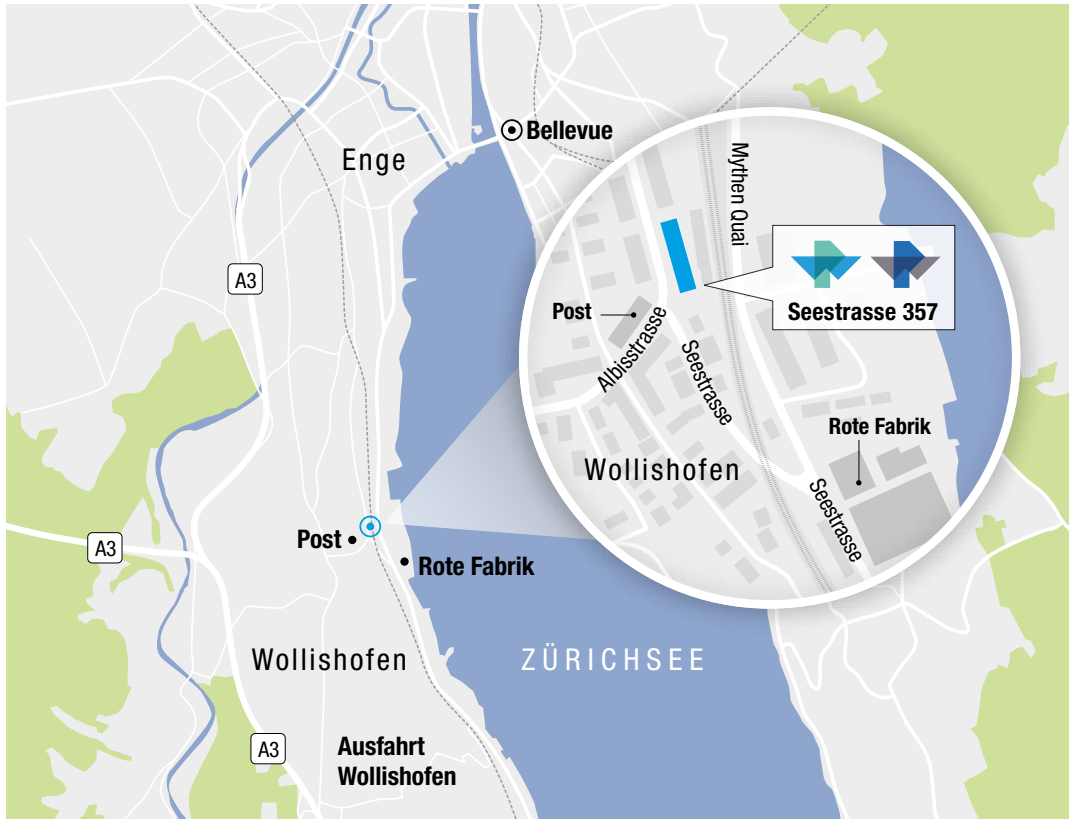 Bellevue
Enge
Mythen Quai
A3
Seestrasse 357
Post
Albisstrasse
Seestrasse
Rote Fabrik
Wollishofen
Seestrasse
Post
A3
Rote Fabrik
Wollishofen
ZÜRICHSEE
A3
Ausfahrt
Wollishofen